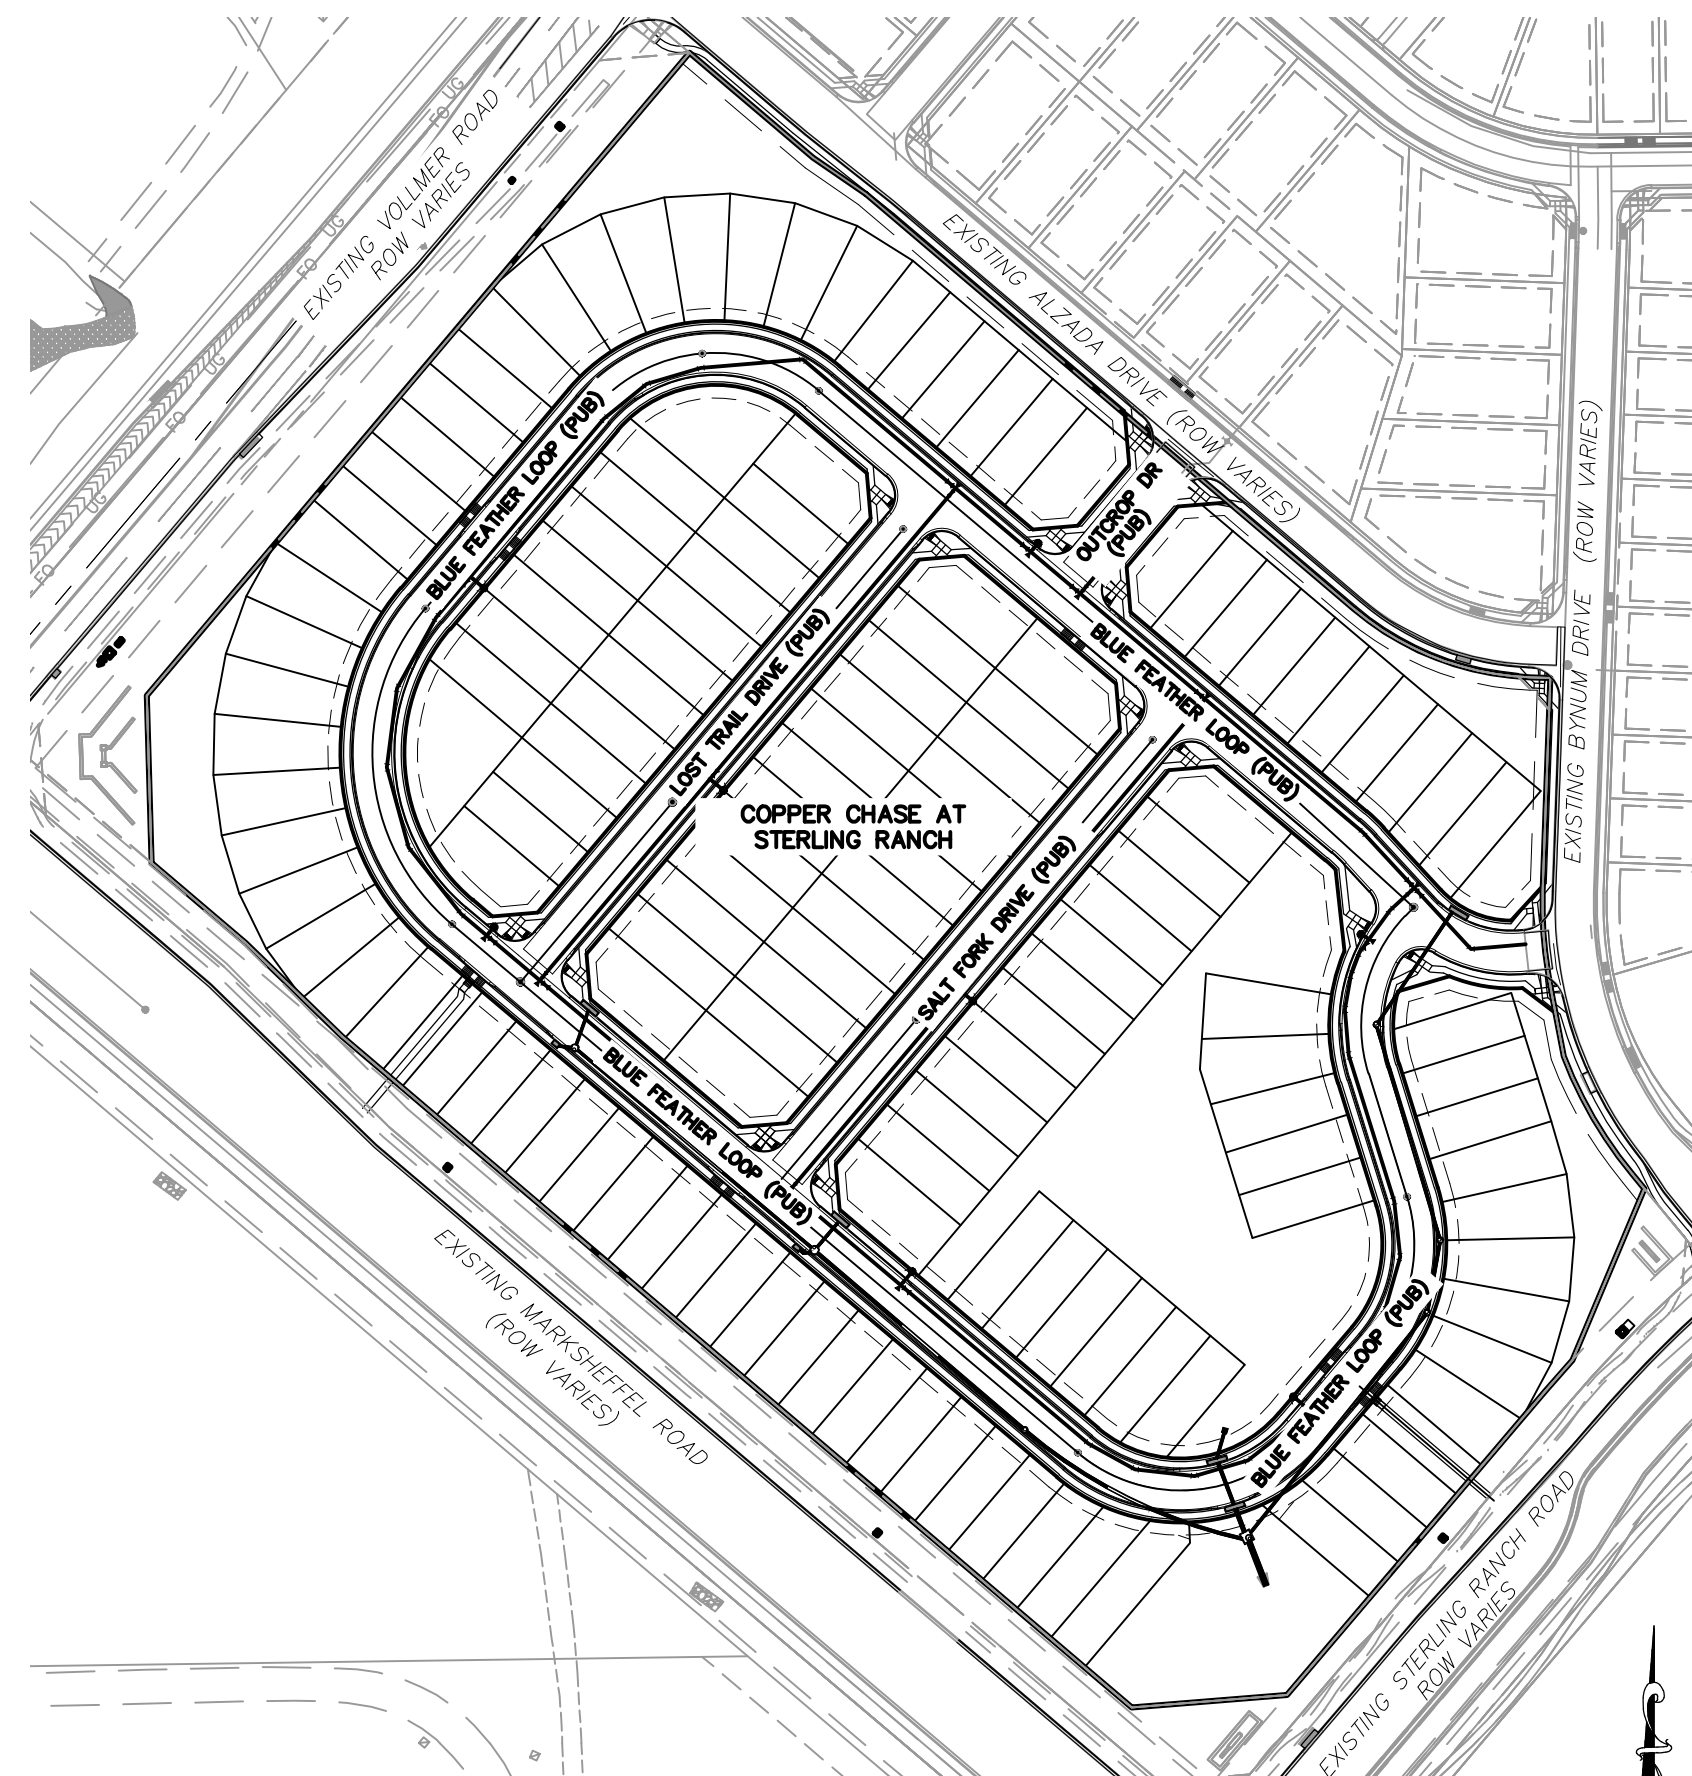 UG
FO
EXISTING VOLLMER ROAD
ROW VARIES
UG
FO
UG
FO
UG
FO
EXISTING ALZADA DRIVE (ROW VARIES)
BLUE FEATHER LOOP (PUB)
OUTCROP DR
(PUB)
EXISTING BYNUM DRIVE (ROW VARIES)
LOST TRAIL DRIVE (PUB)
BLUE FEATHER LOOP (PUB)
COPPER CHASE AT
STERLING RANCH
SALT FORK DRIVE (PUB)
BLUE FEATHER LOOP (PUB)
EXISTING MARKSHEFFEL ROAD
(ROW VARIES)
BLUE FEATHER LOOP (PUB)
EXISTING STERLING RANCH ROAD
ROW VARIES